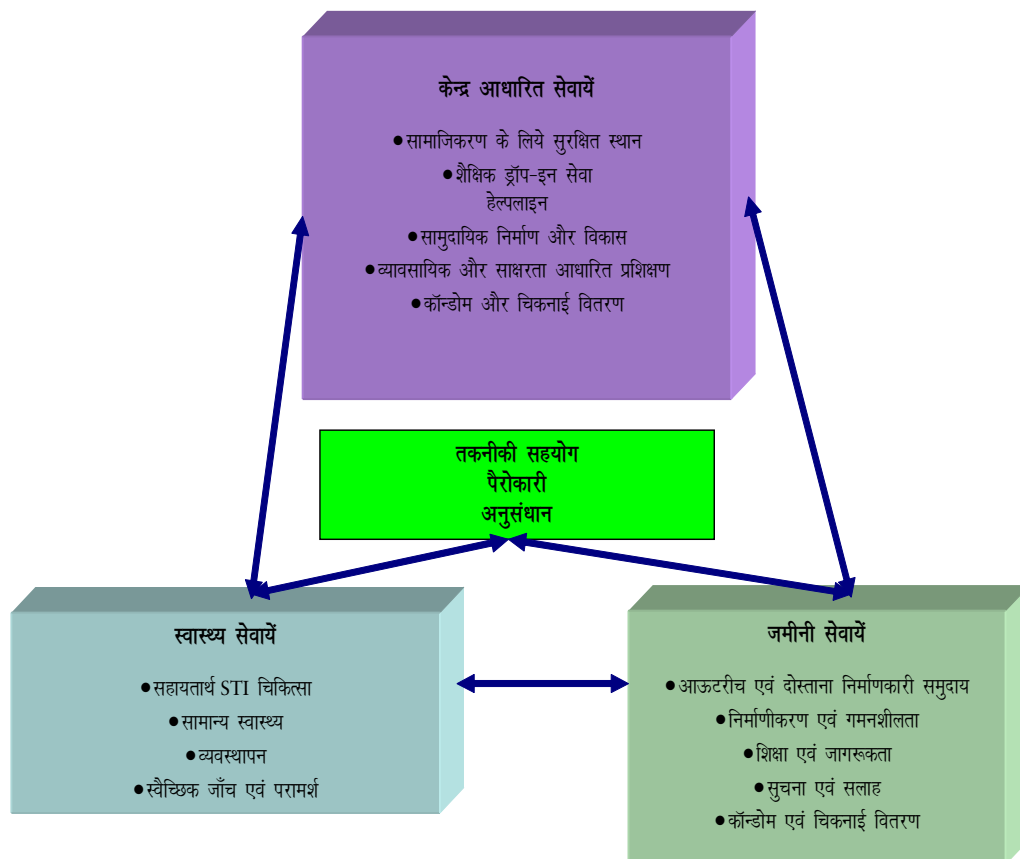 केन्द्र आधारित सेवायें
●सामाजिकरण के लिये सुरक्षित स्थान
●शैक्षिक ड्रॉप-इन सेवा
हेल्पलाइन
●सामुदायिक निर्माण और विकास
●व्यावसायिक और साक्षरता आधारित प्रशिक्षण
●कॉन्डोम और चिकनाई वितरण
तकनीकी सहयोग
पैरोकारी
अनुसंधान
स्वास्थ्य सेवायें
●सहायतार्थ STI चिकित्सा
●सामान्य स्वास्थ्य
●व्यवस्थापन
●स्वैच्छिक जाँच एवं परामर्श
जमीनी सेवायें
●आऊटरीच एवं दोस्ताना निर्माणकारी समुदाय
●निर्माणीकरण एवं गमनशीलता
●शिक्षा एवं जागरूकता
●सुचना एवं सलाह
●कॉन्डोम एवं चिकनाई वितरण